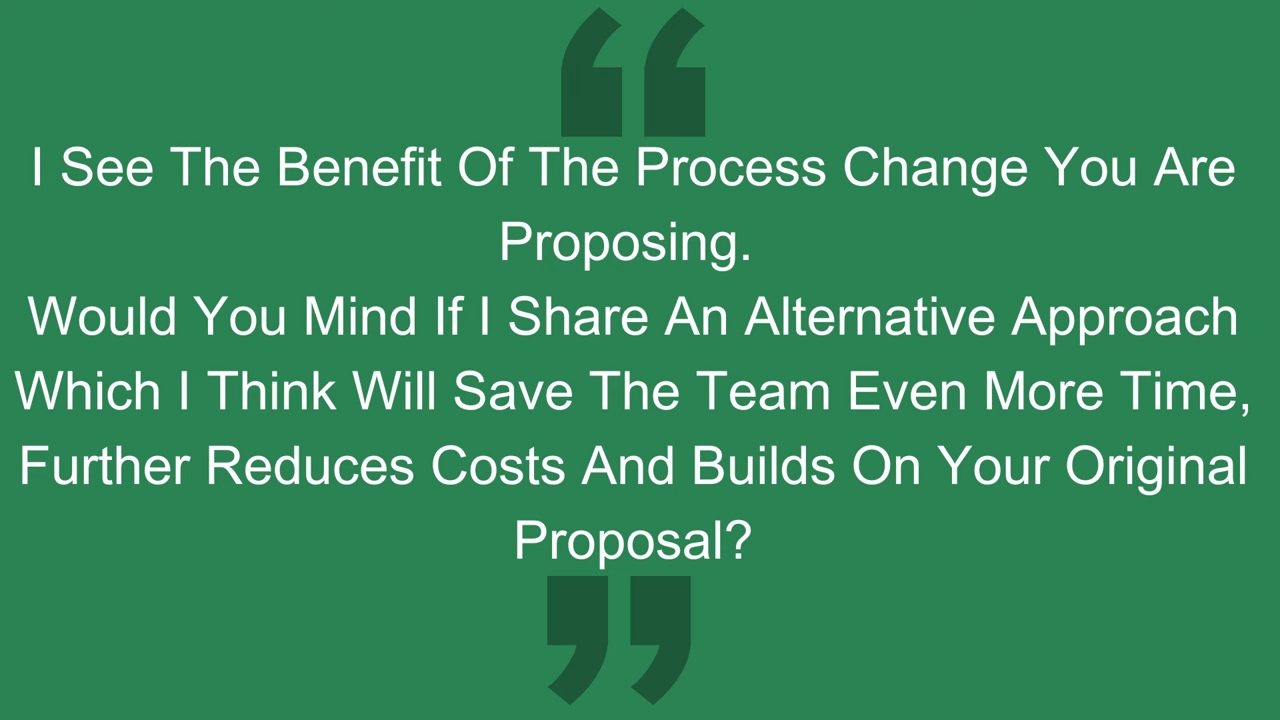 I See The Benefit Of The Process Change You Are
Proposing.
Would You Mind If I Share An Alternative Approach
Which I Think Will Save The Team Even More Time,
Further Reduces Costs And Builds On Your Original
Proposal?